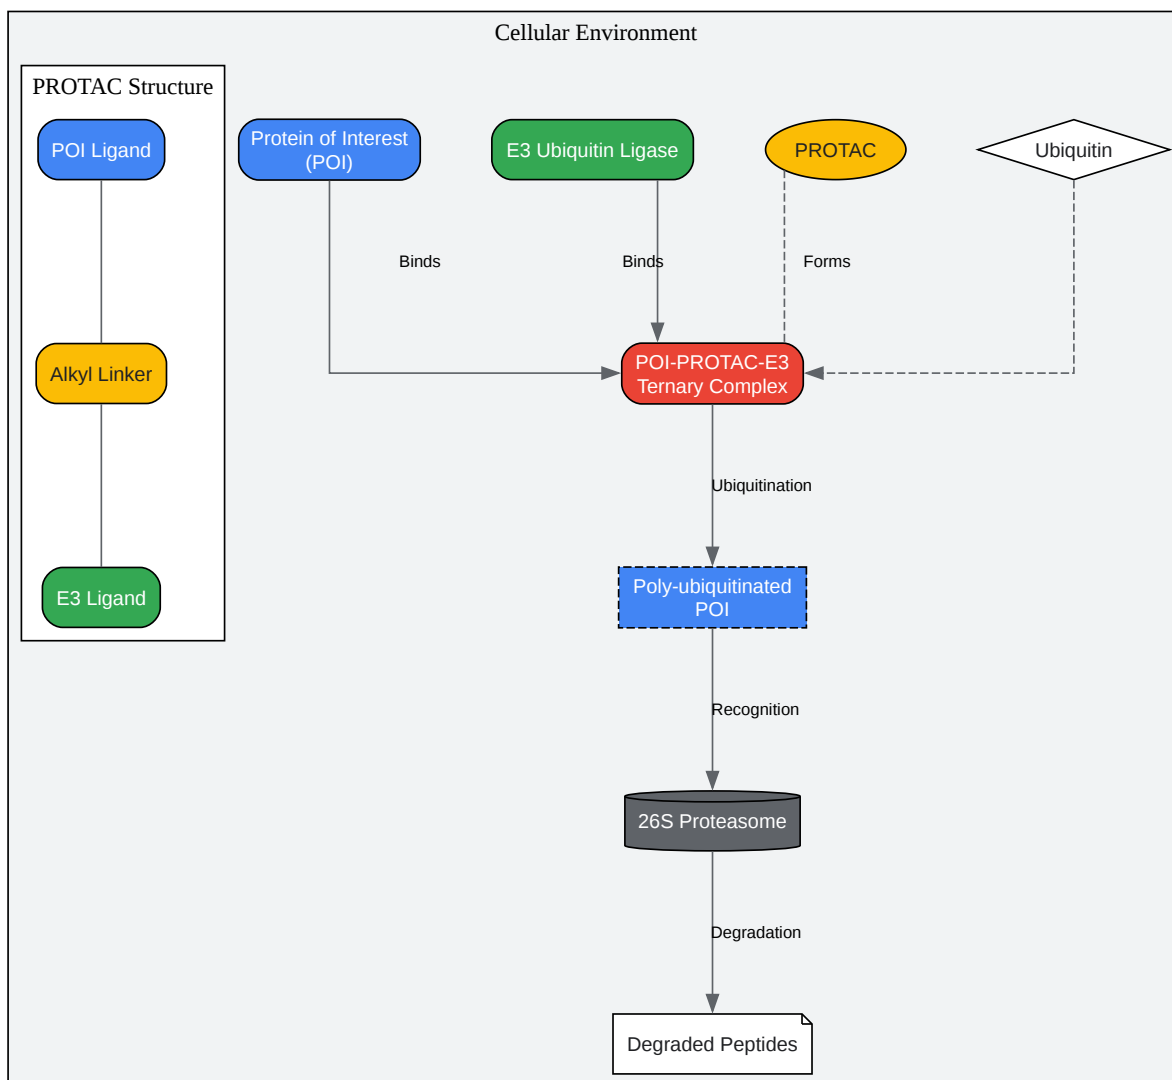 Cellular Environment
PROTAC Structure
POI Ligand
Protein of Interest
(POI)
E3 Ubiquitin Ligase
PROTAC
Ubiquitin
Binds
Binds
Forms
Alkyl Linker
POI-PROTAC-E3
Ternary Complex
Ubiquitination
E3 Ligand
Poly-ubiquitinated
POI
Recognition
26S Proteasome
Degradation
Degraded Peptides